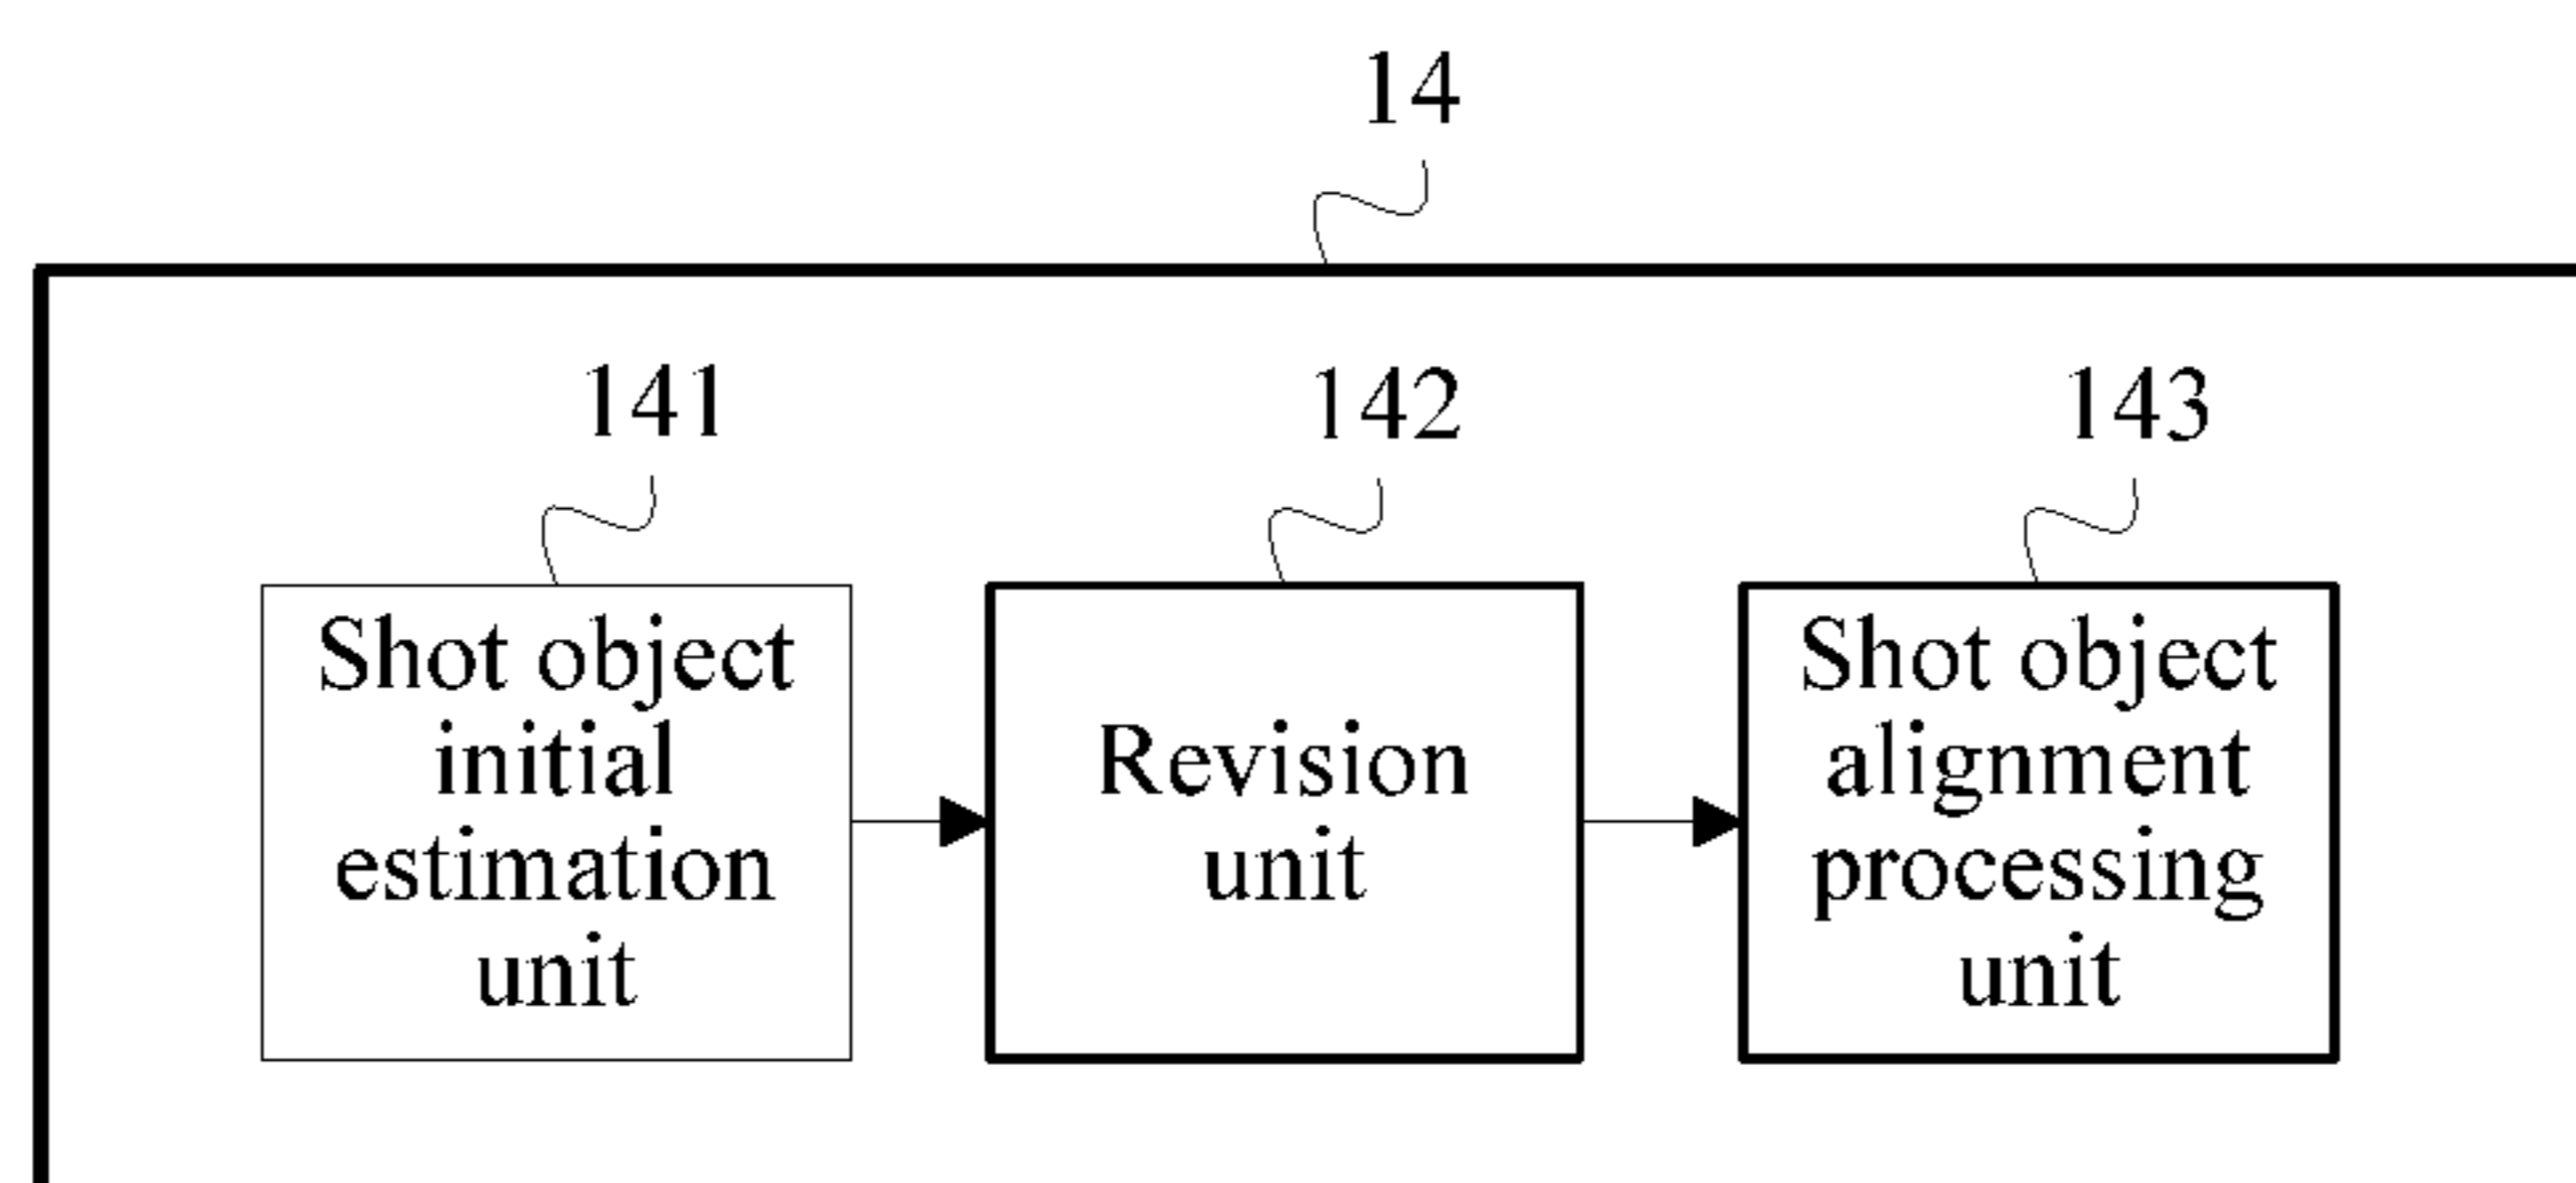 14
141
142
143
Shot object
initial
estimation
unit
Revision
unit
Shot object
alignment
processing
unit